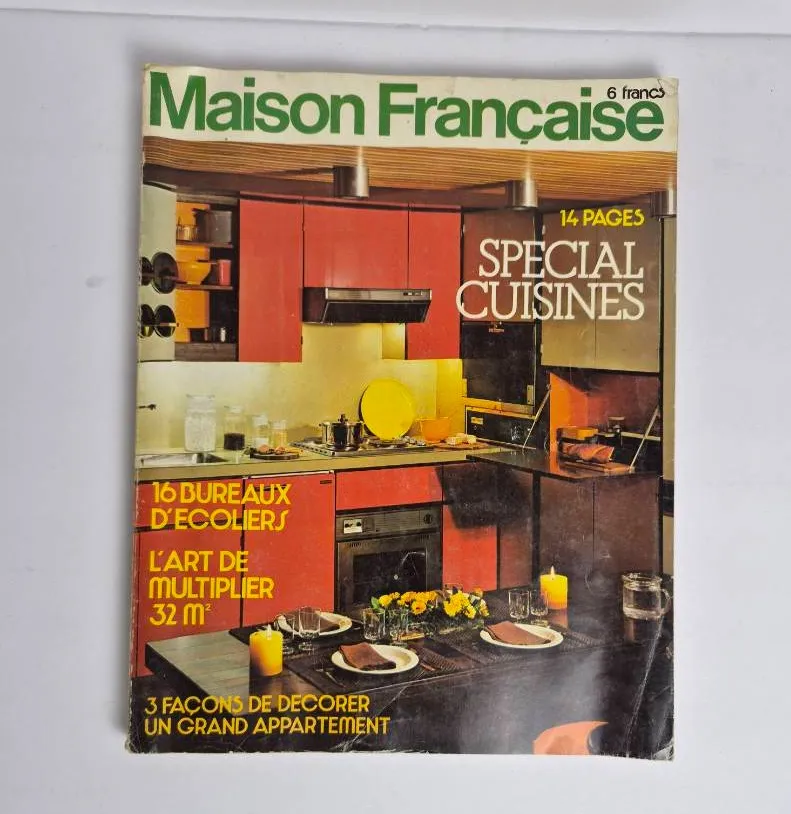 Maison Française
6 francs
14 PAGES
SPECIAL
CUISINES
16 BUREAUX
D'ECOLIERS
L'ART DE
MULTIPLIER
32 m²
3 FAÇONS DE DECORER
UN GRAND APPARTEMENT